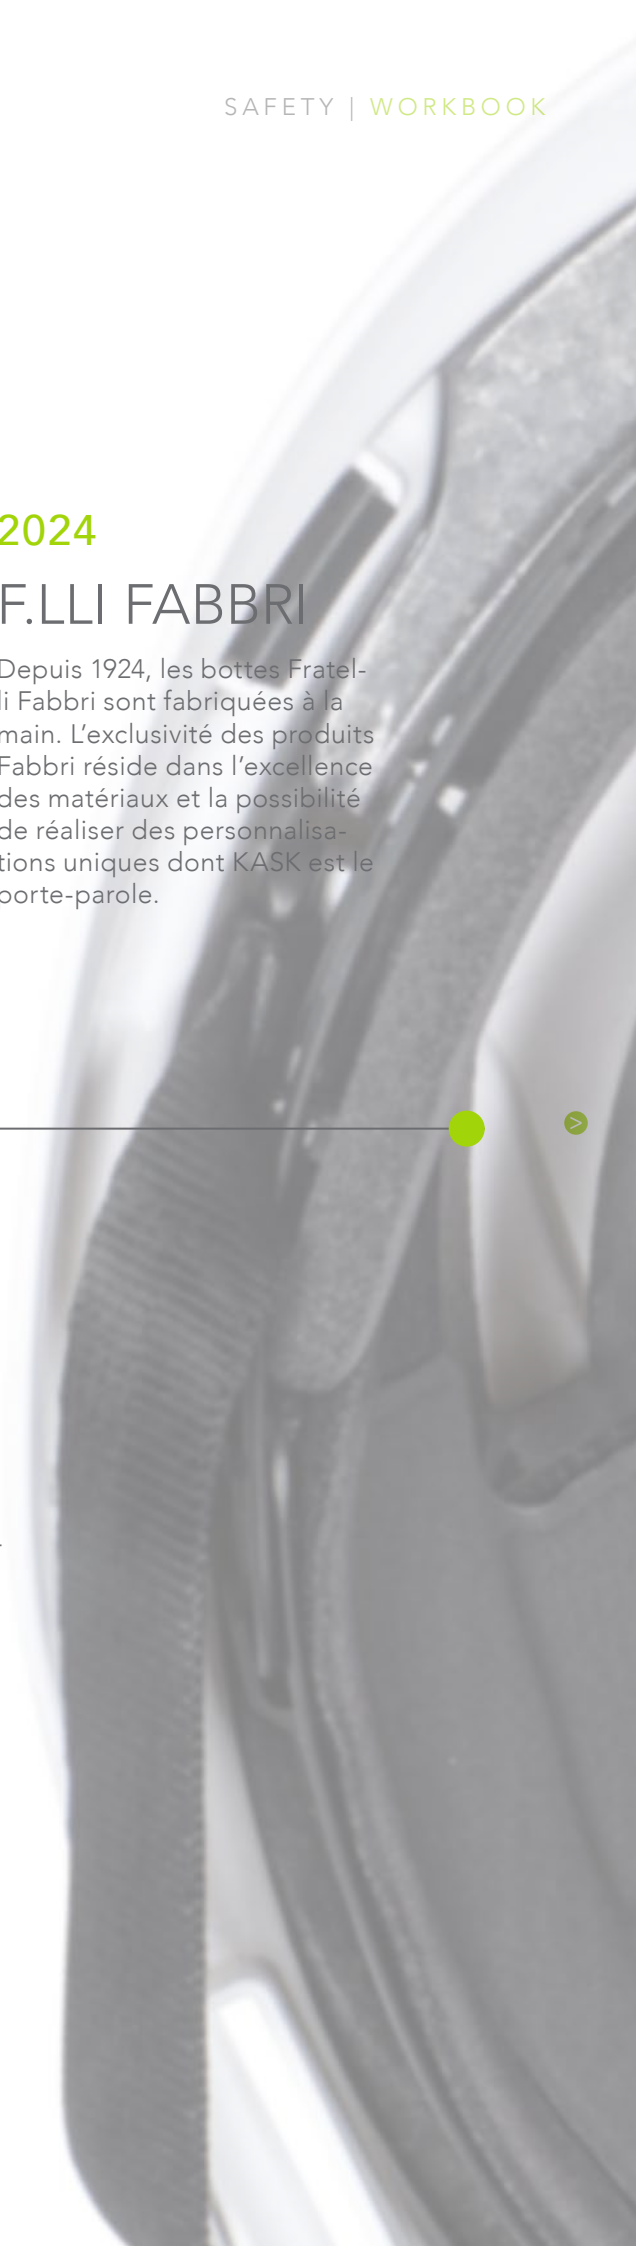 SAFETY | WORKBOOK
2024
F.LLI FABBRI
Depuis 1924, les bottes Fratel-
li Fabbri sont fabriquées à la
main. L’exclusivité des produits
Fabbri réside dans l’excellence
des matériaux et la possibilité
de réaliser des personnalisa-
tions uniques dont KASK est le
porte-parole.
>